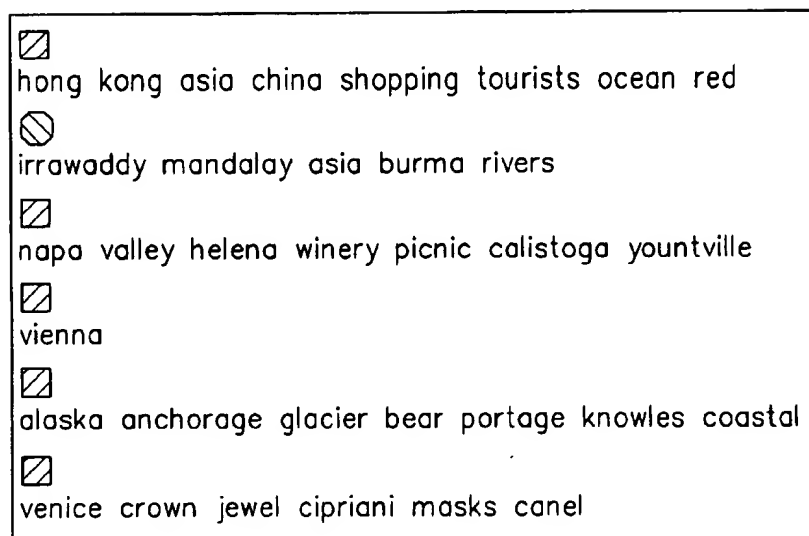 hong kong asia china shopping tourists ocean red
irrawaddy mandalay asia burma rivers
napa valley helena winery picnic calistoga yountville
vienna
alaska anchorage glacier bear portage knowles coastal
venice crown jewel cipriani masks canel